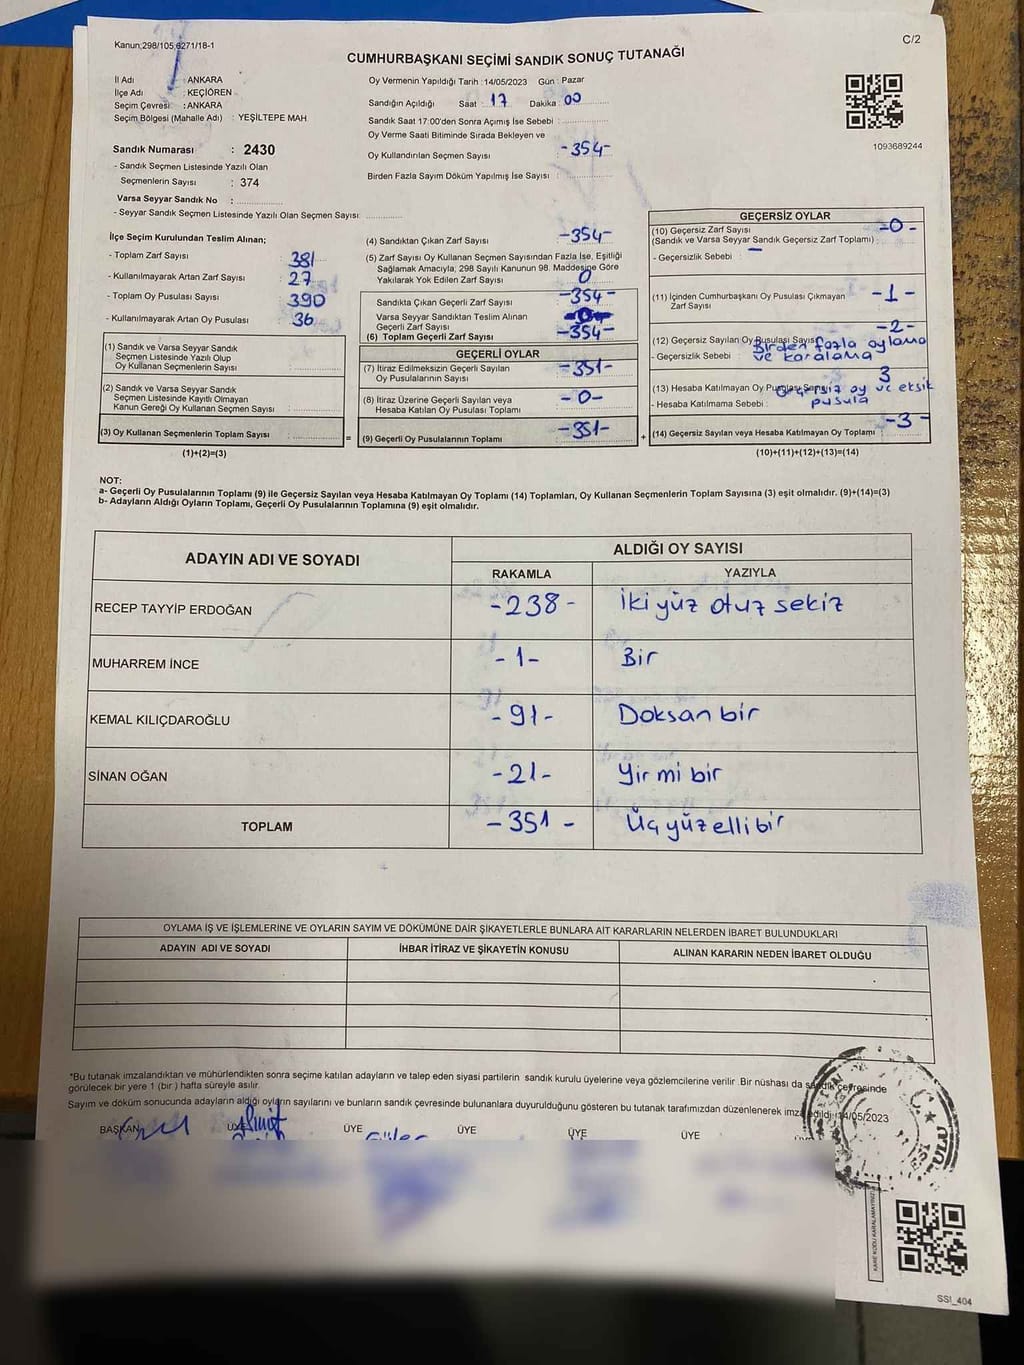 Kanun;298/105,6271/18-1
C/2
CUMHURBAŞKANI SEÇİMİ SANDIK SONUÇ TUTANAĞI
İl Adı : ANKARA
İlçe Adı : KEÇİÖREN
Seçim Çevresi : ANKARA
Seçim Bölgesi (Mahalle Adı) : YEŞİLTEPE MAH
Sandık Numarası : 2430
- Sandık Seçmen Listesinde Yazılı Olan
Seçmenlerin Sayısı : 374
Varsa Seyyar Sandık No :
- Seyyar Sandık Seçmen Listesinde Yazılı Olan Seçmen Sayısı:
Oy Vermenin Yapıldığı Tarih : 14/05/2023 Gün : Pazar
Sandığın Açıldığı Saat : 17 Dakika : 00
Sandık Saat 17:00'den Sonra Açımış İse Sebebi :
Oy Verme Saati Bitiminde Sırada Bekleyen ve
Oy Kullandırılan Seçmen Sayısı -354-
Birden Fazla Sayım Döküm Yapılmış İse Sayısı :
1093689244
İlçe Seçim Kurulundan Teslim Alınan;
- Toplam Zarf Sayısı : 381
- Kullanılmayarak Artan Zarf Sayısı : 27
- Toplam Oy Pusulası Sayısı : 390
- Kullanılmayarak Artan Oy Pusulası : 36
(1) Sandık ve Varsa Seyyar Sandık
Seçmen Listesinde Yazılı Olup
Oy Kullanan Seçmenlerin Sayısı :
(2) Sandık ve Varsa Seyyar Sandık
Seçmen Listesinde Kayıtlı Olmayan
Kanun Gereği Oy Kullanan Seçmen Sayısı :
(3) Oy Kullanan Seçmenlerin Toplam Sayısı :
(1)+(2)=(3)
(4) Sandıktan Çıkan Zarf Sayısı : -354-
(5) Zarf Sayısı Oy Kullanan Seçmen Sayısından Fazla İse, Eşitliği
Sağlamak Amacıyla; 298 Sayılı Kanunun 98. Maddesine Göre
Yakılarak Yok Edilen Zarf Sayısı : 0
Sandıkta Çıkan Geçerli Zarf Sayısı : -354-
Varsa Seyyar Sandıktan Teslim Alınan
Geçerli Zarf Sayısı : -0-
(6) Toplam Geçerli Zarf Sayısı : -354-
GEÇERLİ OYLAR
(7) İtiraz Edilmeksizin Geçerli Sayılan
Oy Pusulalarının Sayısı : -351-
(8) İtiraz Üzerine Geçerli Sayılan veya
Hesaba Katılan Oy Pusulası Toplamı : -0-
= (9) Geçerli Oy Pusulalarının Toplamı : -351- +
GEÇERSİZ OYLAR
(10) Geçersiz Zarf Sayısı
(Sandık ve Varsa Seyyar Sandık Geçersiz Zarf Toplamı) : -0-
- Geçersizlik Sebebi : —
(11) İçinden Cumhurbaşkanı Oy Pusulası Çıkmayan
Zarf Sayısı : -1-
(12) Geçersiz Sayılan Oy Pusulası Sayısı : -2-
- Geçersizlik Sebebi : Birden fazla oylama
ve karalama
(13) Hesaba Katılmayan Oy Pusulası Sayısı : 3
- Hesaba Katılmama Sebebi : oy ve eksik
pusula
(14) Geçersiz Sayılan veya Hesaba Katılmayan Oy Toplamı : -3-
(10)+(11)+(12)+(13)=(14)
NOT:
a- Geçerli Oy Pusulalarının Toplamı (9) ile Geçersiz Sayılan veya Hesaba Katılmayan Oy Toplamı (14) Toplamları, Oy Kullanan Seçmenlerin Toplam Sayısına (3) eşit olmalıdır. (9)+(14)=(3)
b- Adayların Aldığı Oyların Toplamı, Geçerli Oy Pusulalarının Toplamına (9) eşit olmalıdır.
ADAYIN ADI VE SOYADI
ALDIĞI OY SAYISI
RAKAMLA YAZIYLA
RECEP TAYYİP ERDOĞAN -238- İki yüz otuz sekiz
MUHARREM İNCE -1- Bir
KEMAL KILIÇDAROĞLU -91- Doksan bir
SİNAN OĞAN -21- Yirmi bir
TOPLAM -351- Üç yüz elli bir
OYLAMA İŞ VE İŞLEMLERİNE VE OYLARIN SAYIM VE DÖKÜMÜNE DAİR ŞİKAYETLERLE BUNLARA AİT KARARLARIN NELERDEN İBARET BULUNDUKLARI
ADAYIN ADI VE SOYADI İHBAR İTİRAZ VE ŞİKAYETİN KONUSU ALINAN KARARIN NEDEN İBARET OLDUĞU
*Bu tutanak imzalandıktan ve mühürlendikten sonra seçime katılan adayların ve talep eden siyasi partilerin sandık kurulu üyelerine veya gözlemcilerine verilir. Bir nüshası da sandık çevresinde
görülecek bir yere 1 (bir ) hafta süreyle asılır.
Sayım ve döküm sonucunda adayların aldığı oyların sayılarını ve bunların sandık çevresinde bulunanlara duyurulduğunu gösteren bu tutanak tarafımızdan düzenlenerek imza edildi. 14/05/2023
BAŞKAN ÜYE ÜYE ÜYE ÜYE ÜYE
KARE KODU KARALAMAYINIZ!
SSI_404